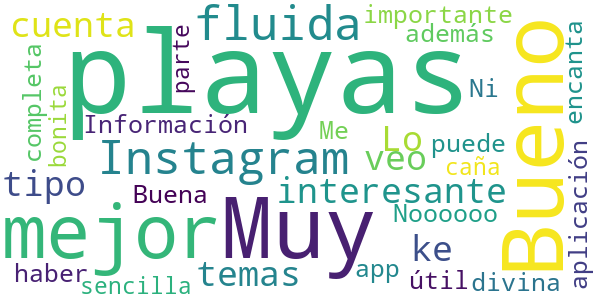 cuenta
fluida
importante
además
playas
parte
completa
bonita
Información
Me
Ni
Bueno
encanta
Instagram
Lo
veo
puede
caña
tipo
Buena
interesante
Noooooo
aplicación
mejor
Muy
ke
haber
sencilla
temas
app
útil
divina